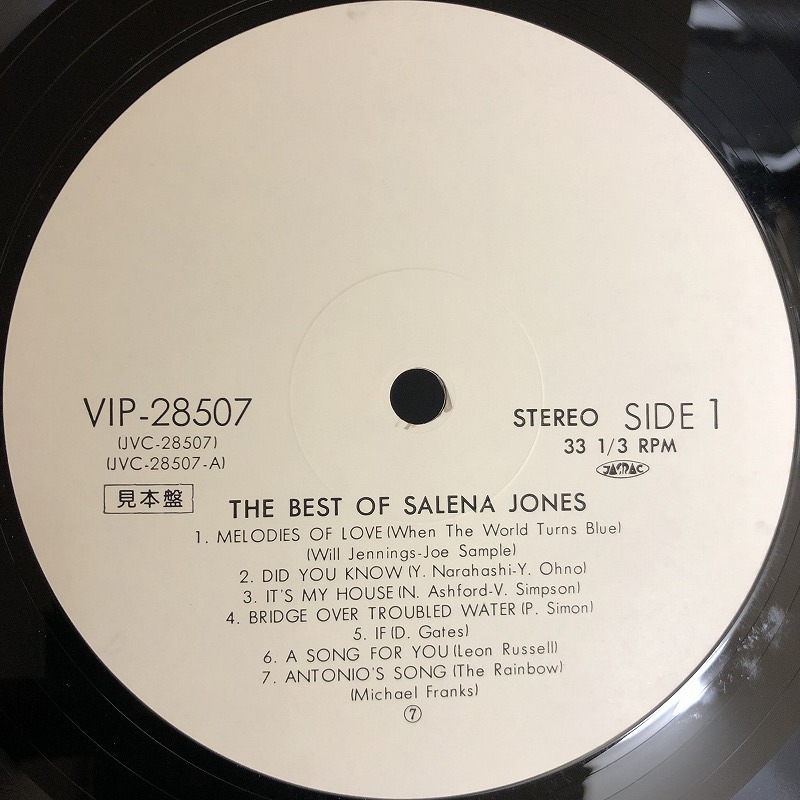 VIP-28507
(JVC-28507)
(JVC-28507-A)
見本盤
STEREO SIDE 1
33 1/3 RPM
JASRAC
THE BEST OF SALENA JONES
1. MELODIES OF LOVE (When The World Turns Blue)
(Will Jennings-Joe Sample)
2. DID YOU KNOW (Y. Narahashi-Y. Ohno)
3. IT'S MY HOUSE (N. Ashford-V. Simpson)
4. BRIDGE OVER TROUBLED WATER (P. Simon)
5. IF (D. Gates)
6. A SONG FOR YOU (Leon Russell)
7. ANTONIO'S SONG (The Rainbow)
(Michael Franks)
⑦